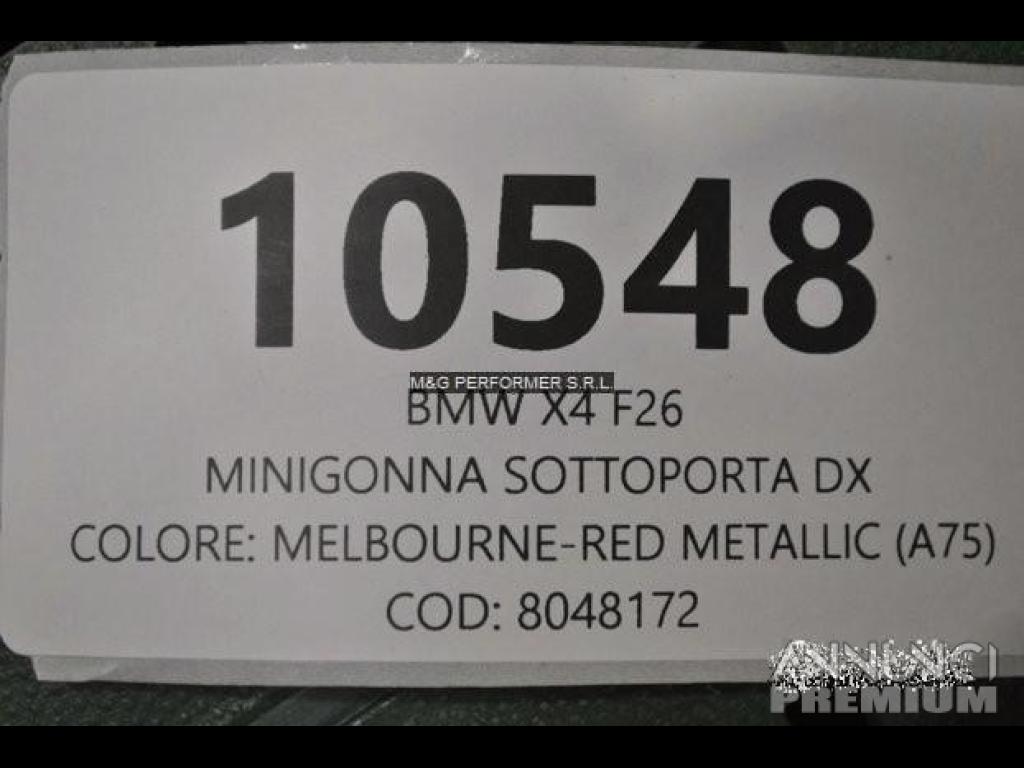 10548
M&G PERFORMER S.R.L.
BMW X4 F26
MINIGONNA SOTTOPORTA DX
COLORE: MELBOURNE-RED METALLIC (A75)
COD: 8048172
ANNUNCI
PREMIUM